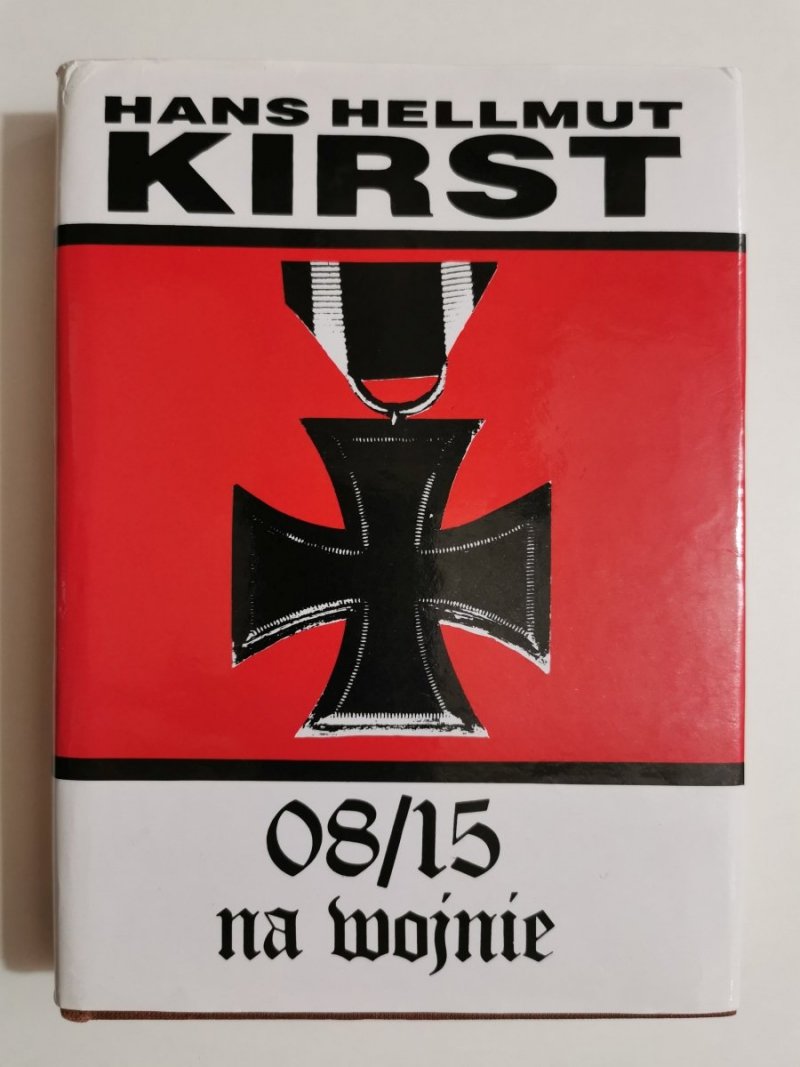 HANS HELLMUT
KIRST
08/15
na wojnie